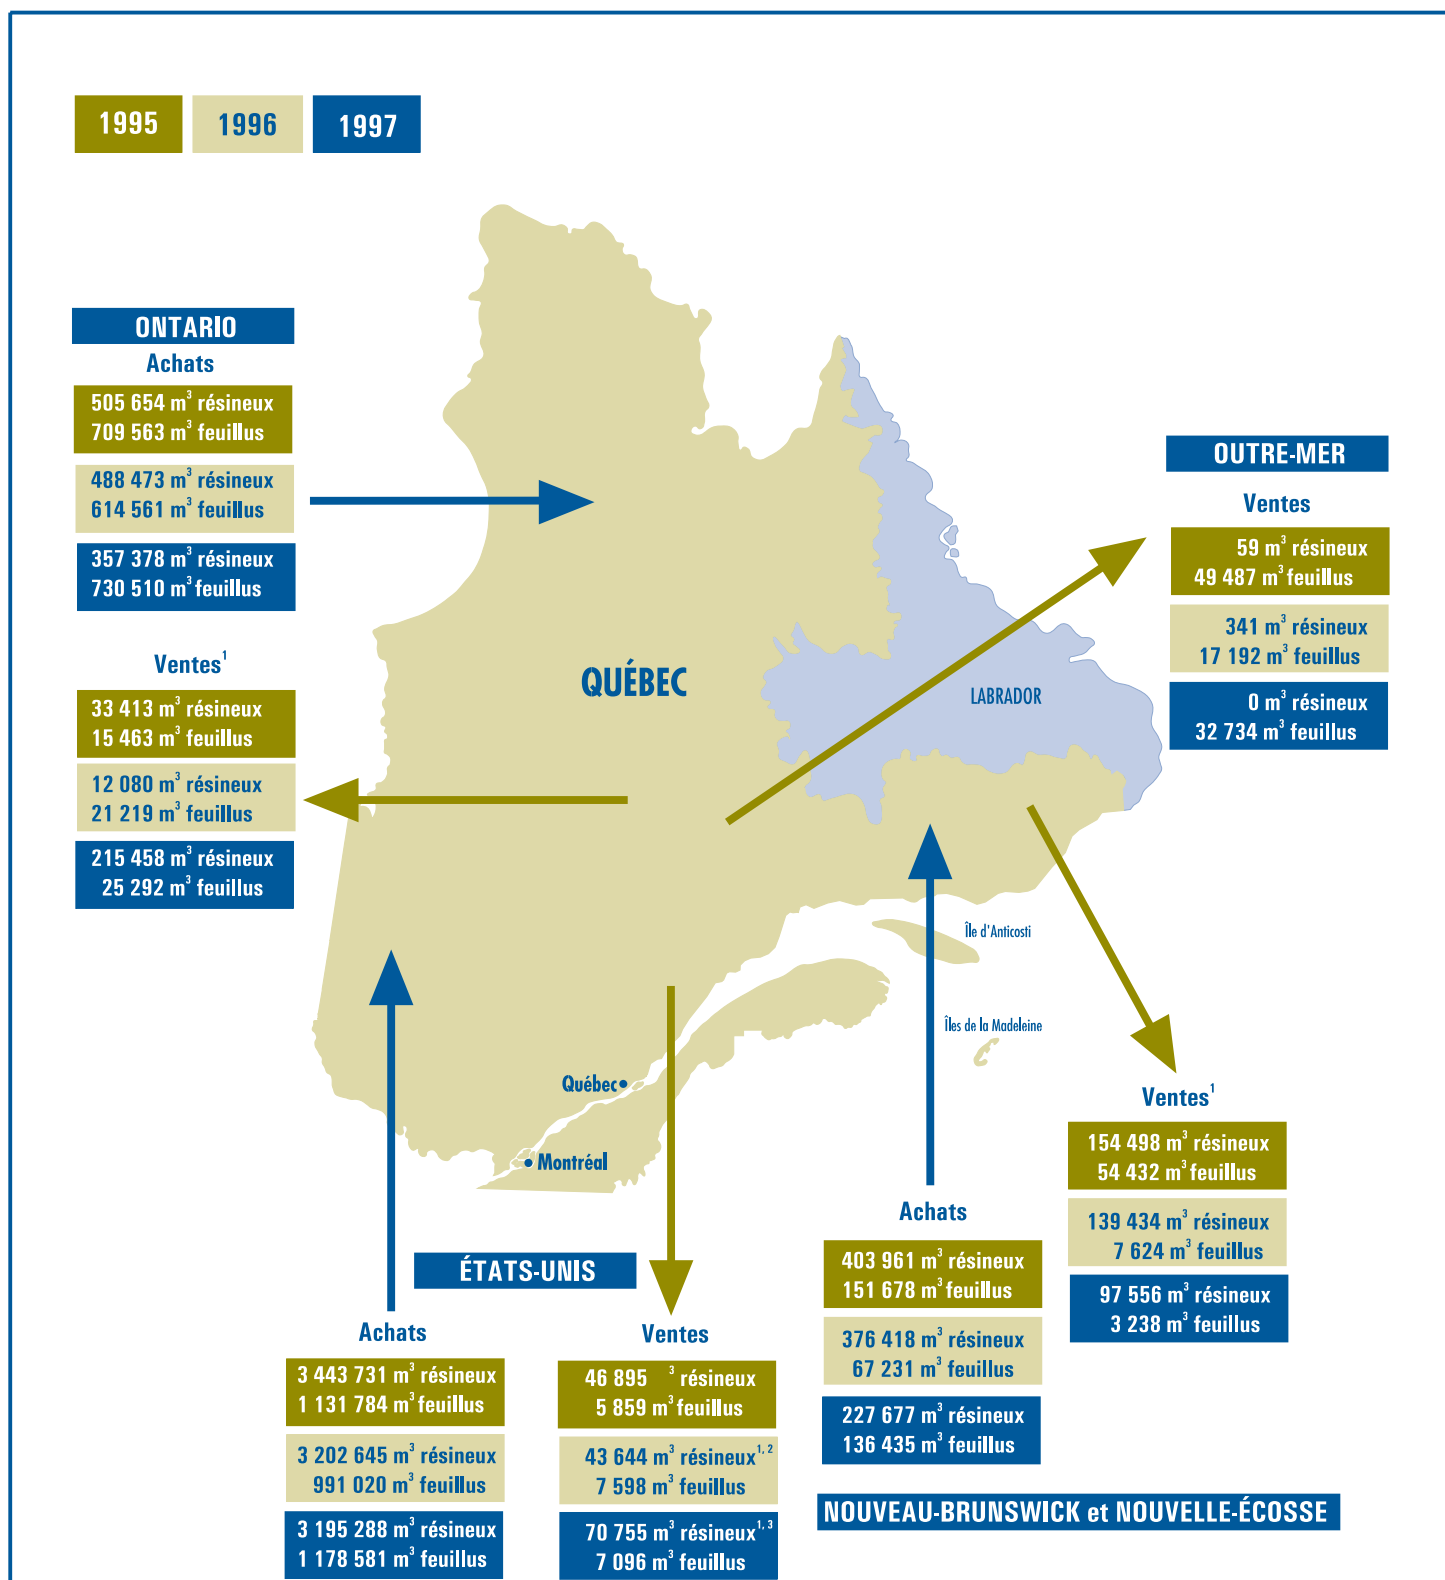 1995 1996 1997
ONTARIO
Achats
505 654 m³ résineux
709 563 m³ feuillus
488 473 m³ résineux
614 561 m³ feuillus
357 378 m³ résineux
730 510 m³ feuillus
Ventes¹
33 413 m³ résineux
15 463 m³ feuillus
12 080 m³ résineux
21 219 m³ feuillus
215 458 m³ résineux
25 292 m³ feuillus
OUTRE-MER
Ventes
59 m³ résineux
49 487 m³ feuillus
341 m³ résineux
17 192 m³ feuillus
0 m³ résineux
32 734 m³ feuillus
QUÉBEC
LABRADOR
Île d'Anticosti
Îles de la Madeleine
Québec
Montréal
ÉTATS-UNIS
Achats
3 443 731 m³ résineux
1 131 784 m³ feuillus
3 202 645 m³ résineux
991 020 m³ feuillus
3 195 288 m³ résineux
1 178 581 m³ feuillus
Ventes
46 895 ³ résineux
5 859 m³ feuillus
43 644 m³ résineux¹,²
7 598 m³ feuillus
70 755 m³ résineux¹,³
7 096 m³ feuillus
Achats
403 961 m³ résineux
151 678 m³ feuillus
376 418 m³ résineux
67 231 m³ feuillus
227 677 m³ résineux
136 435 m³ feuillus
Ventes¹
154 498 m³ résineux
54 432 m³ feuillus
139 434 m³ résineux
7 624 m³ feuillus
97 556 m³ résineux
3 238 m³ feuillus
NOUVEAU-BRUNSWICK et NOUVELLE-ÉCOSSE